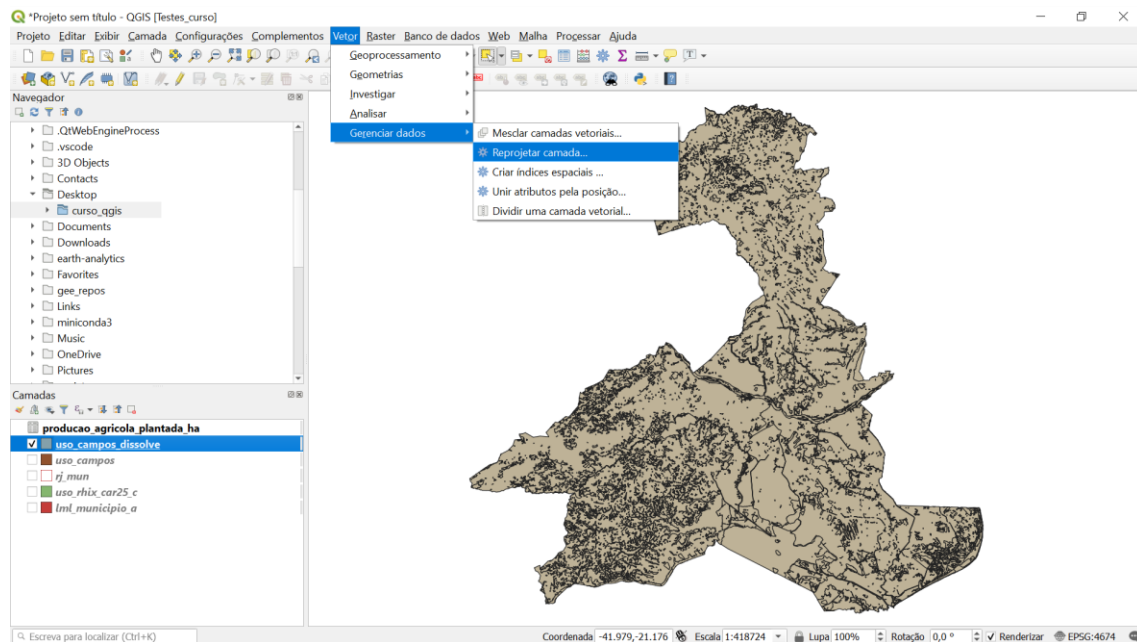 *Projeto sem título - QGIS [Testes_curso]
Projeto Editar Exibir Camada Configurações Complementos Vetor Raster Banco de dados Web Malha Processar Ajuda
Geoprocessamento
Geometrias
Investigar
Analisar
Gerenciar dados
Mesclar camadas vetoriais...
Reprojetar camada...
Criar índices espaciais ...
Unir atributos pela posição...
Dividir uma camada vetorial...
Navegador
.QtWebEngineProcess
.vscode
3D Objects
Contacts
Desktop
curso_qgis
Documents
Downloads
earth-analytics
Favorites
gee_repos
Links
miniconda3
Music
OneDrive
Pictures
Camadas
producao_agricola_plantada_ha
uso_campos_dissolve
uso_campos
rj_mun
uso_rhix_car25_c
lml_municipio_a
Escreva para localizar (Ctrl+K)
Coordenada -41.979,-21.176 Escala 1:418724 Lupa 100% Rotação 0,0 ° Renderizar EPSG:4674